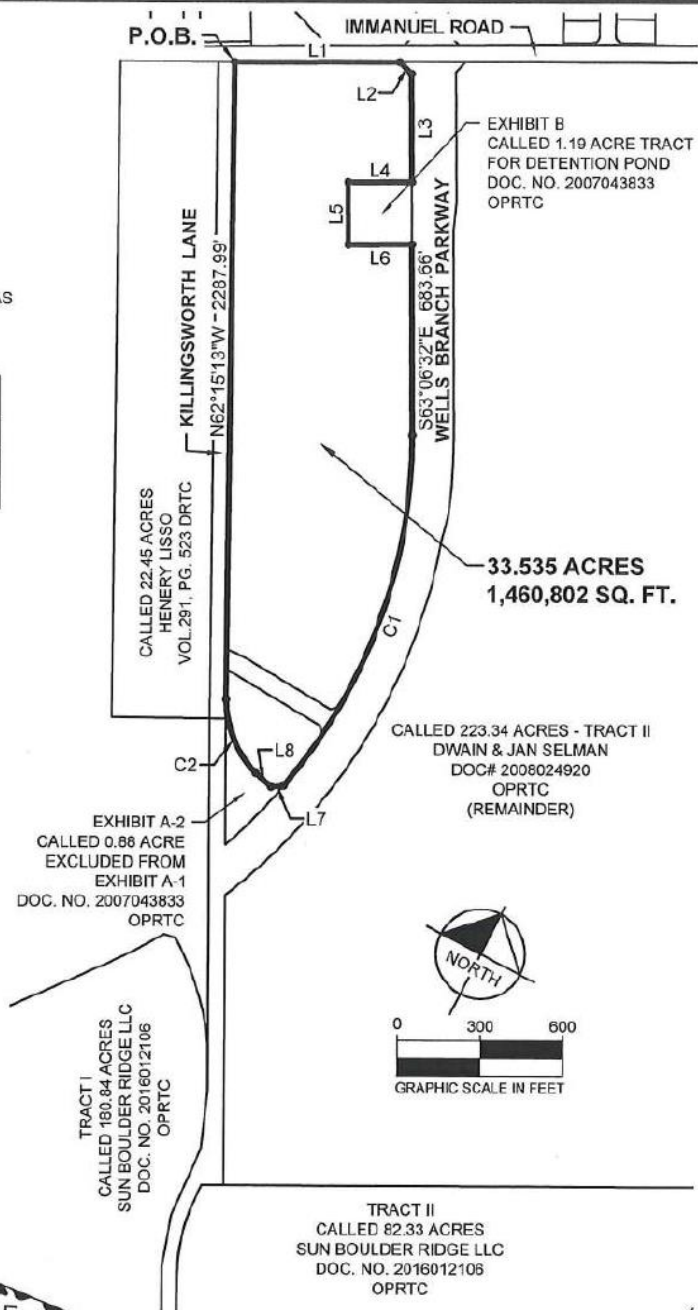 IMMANUEL ROAD
P.O.B.
L1
L2
L3
EXHIBIT B
CALLED 1.19 ACRE TRACT
FOR DETENTION POND
DOC. NO. 2007043833
OPRTC
L4
L5
L6
KILLINGSWORTH LANE
N62°15'13"W - 2287.99'
S63°06'32"E 683.66'
WELLS BRANCH PARKWAY
AS
CALLED 22.45 ACRES
HENERY LISSO
VOL.291, PG. 523 DRTC
33.535 ACRES
1,460,802 SQ. FT.
C1
CALLED 223.34 ACRES - TRACT II
DWAIN & JAN SELMAN
DOC# 2008024920
OPRTC
(REMAINDER)
C2
L8
L7
EXHIBIT A-2
CALLED 0.88 ACRE
EXCLUDED FROM
EXHIBIT A-1
DOC. NO. 2007043833
OPRTC
NORTH
0 300 600
GRAPHIC SCALE IN FEET
TRACT I
CALLED 180.84 ACRES
SUN BOULDER RIDGE LLC
DOC. NO. 2016012106
OPRTC
TRACT II
CALLED 82.33 ACRES
SUN BOULDER RIDGE LLC
DOC. NO. 2016012106
OPRTC